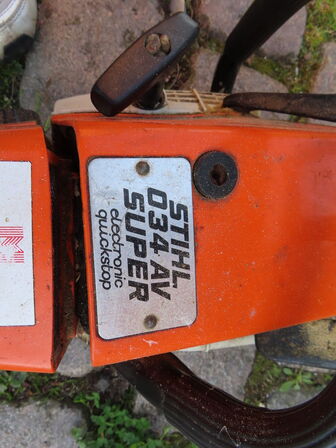 STIHL
034 AV
SUPER
electronic
quickstop